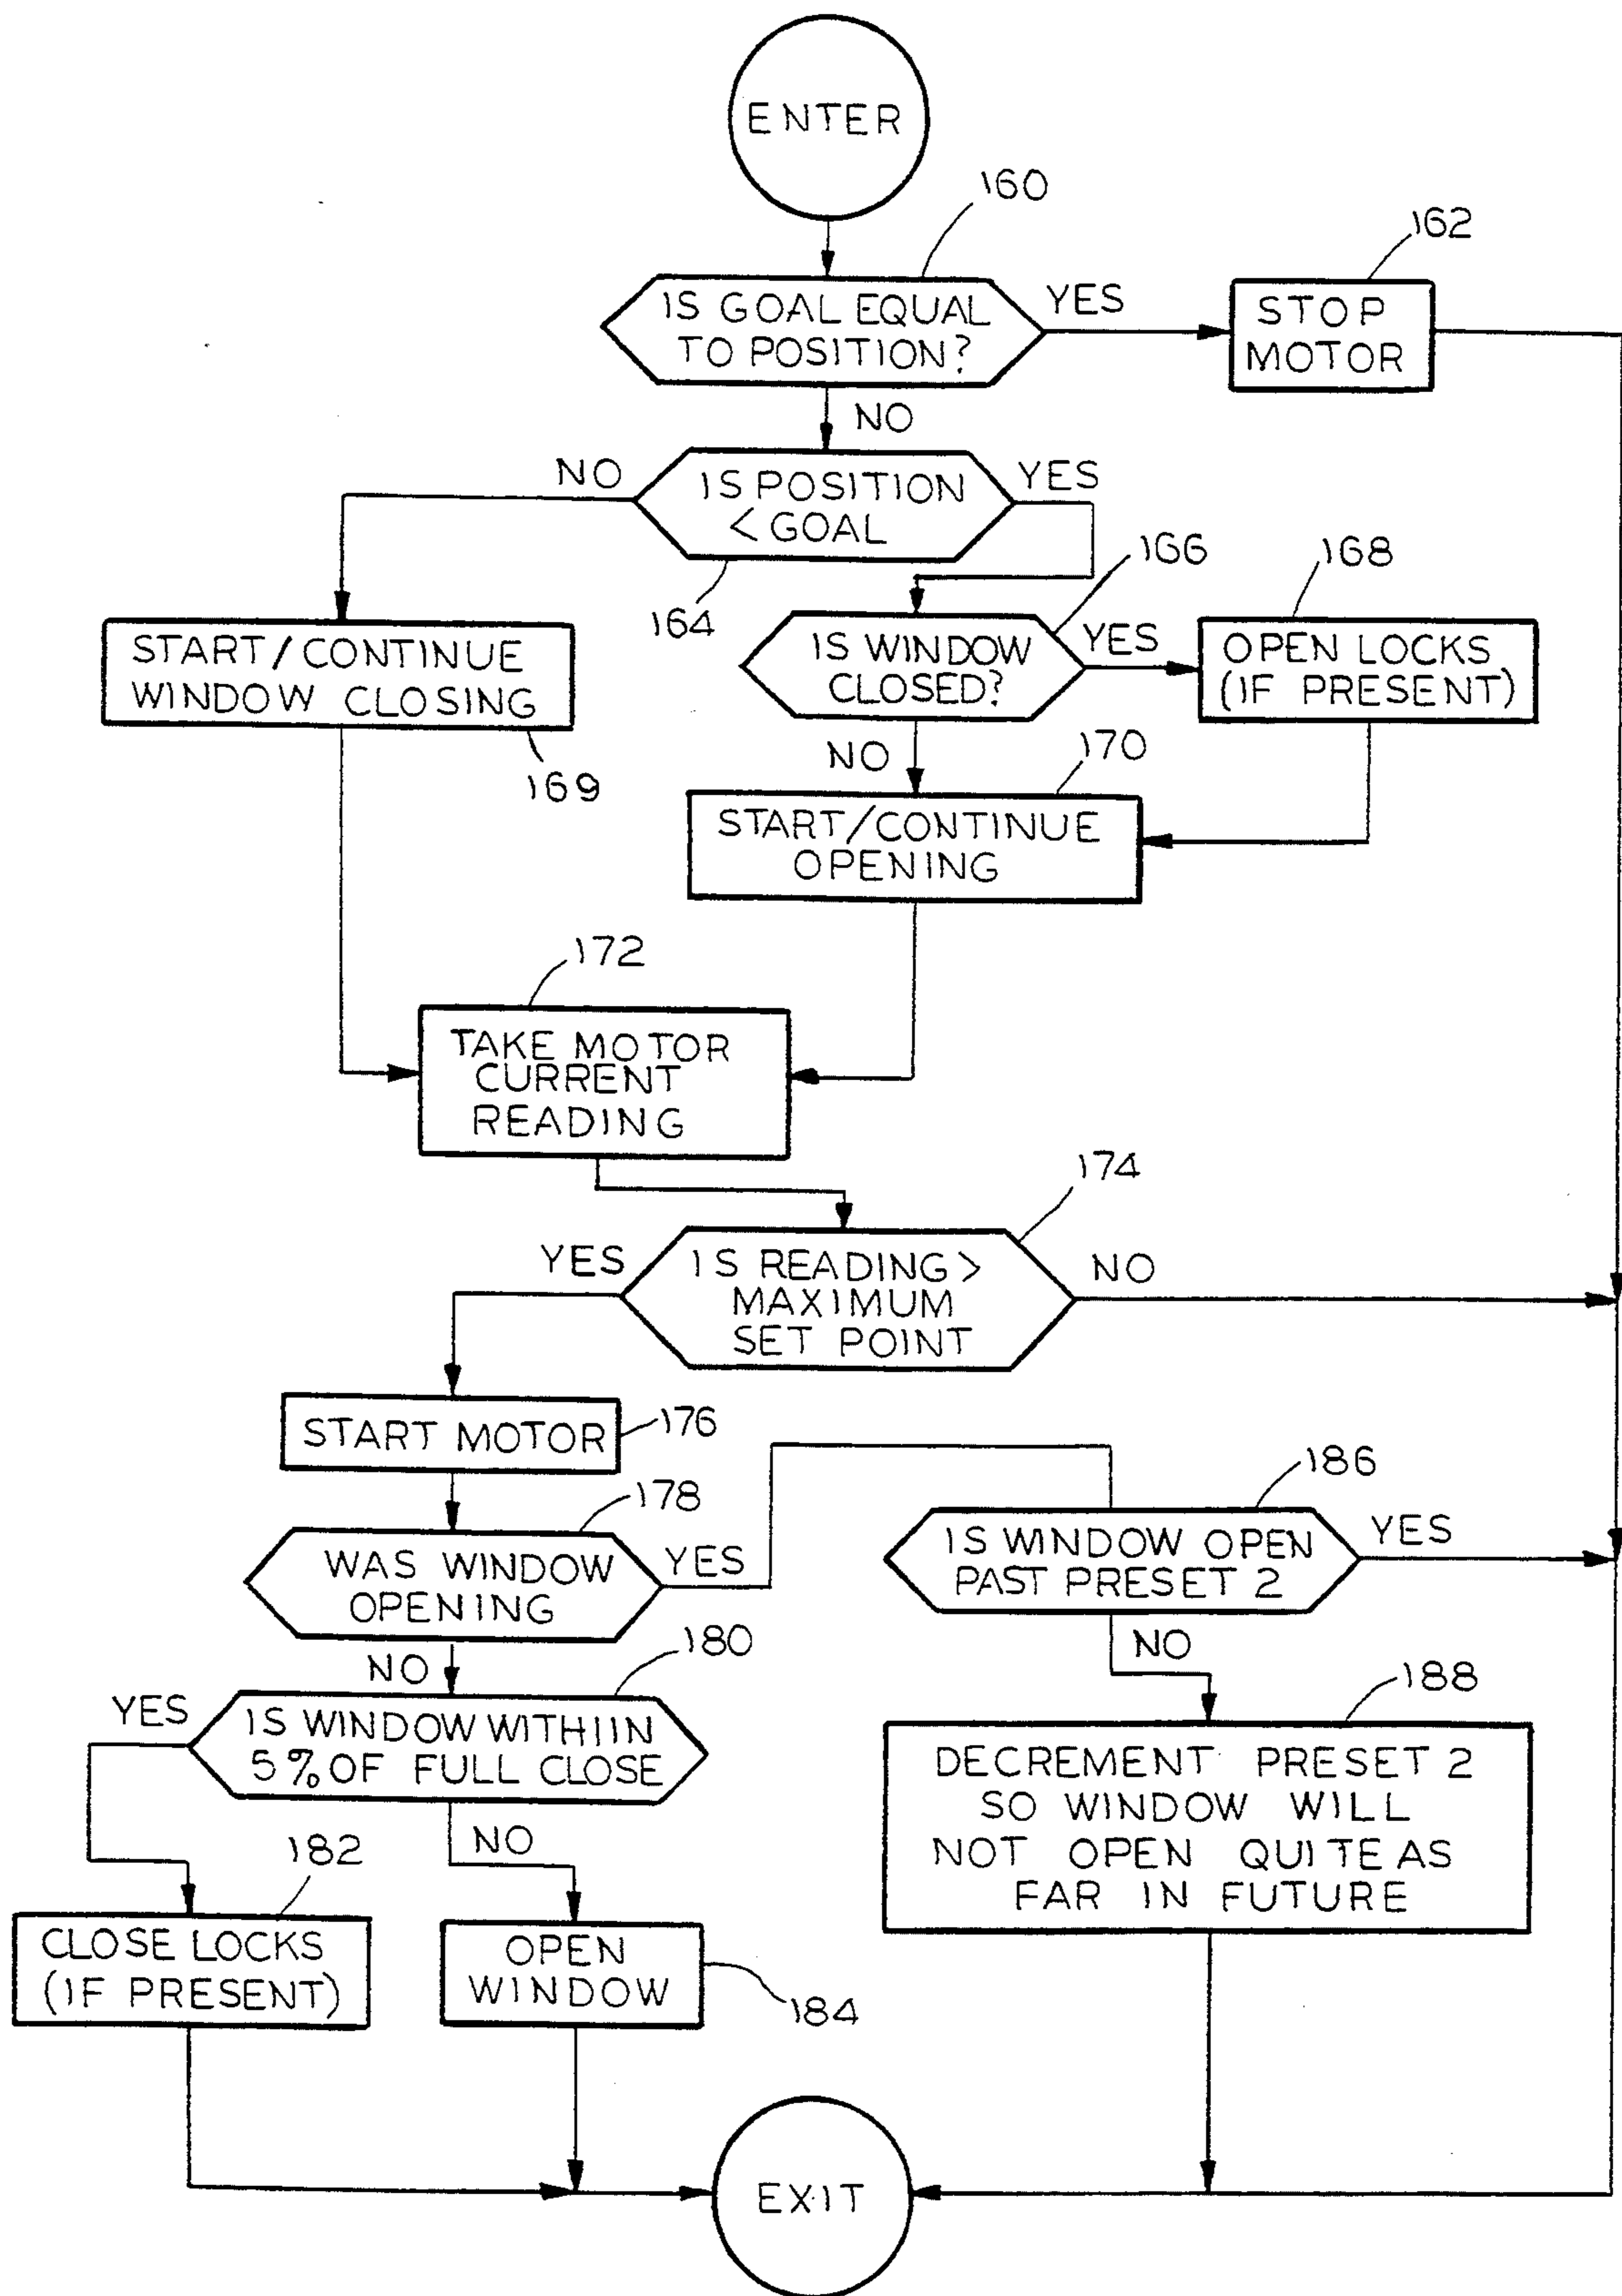 ENTER
160
162
IS GOAL EQUAL
TO POSITION?
YES
STOP
MOTOR
NO
NO
IS POSITION
< GOAL
YES
164
166
168
START/CONTINUE
WINDOW CLOSING
169
IS WINDOW
CLOSED?
YES
OPEN LOCKS
(IF PRESENT)
NO
170
START/CONTINUE
OPENING
172
TAKE MOTOR
CURRENT
READING
174
YES
IS READING >
MAXIMUM
SET POINT
NO
START MOTOR
176
178
186
WAS WINDOW
OPENING
YES
IS WINDOW OPEN
PAST PRESET 2
YES
NO
180
NO
188
YES
IS WINDOW WITHIIN
5% OF FULL CLOSE
DECREMENT PRESET 2
SO WINDOW WILL
NOT OPEN QUITE AS
FAR IN FUTURE
NO
182
CLOSE LOCKS
(IF PRESENT)
OPEN
WINDOW
184
EXIT